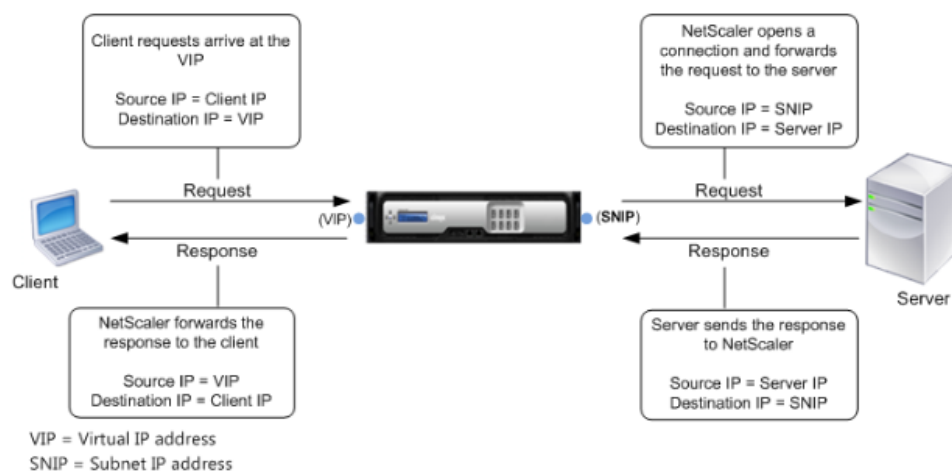 Client requests arrive at the
VIP
Source IP = Client IP
Destination IP = VIP
NetScaler opens a
connection and forwards
the request to the server
Source IP = SNIP
Destination IP = Server IP
Request
Request
(VIP)
(SNIP)
Response
Response
Client
Server
NetScaler forwards the
response to the client
Source IP = VIP
Destination IP = Client IP
Server sends the response
to NetScaler
Source IP = Server IP
Destination IP = SNIP
VIP = Virtual IP address
SNIP = Subnet IP address